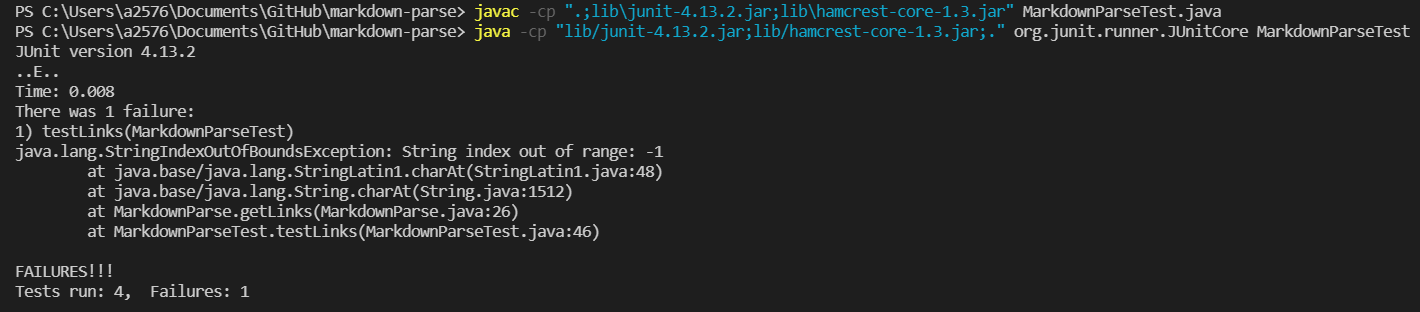 PS C:\Users\a2576\Documents\GitHub\markdown-parse> javac -cp ".;lib\junit-4.13.2.jar;lib\hamcrest-core-1.3.jar" MarkdownParseTest.java
PS C:\Users\a2576\Documents\GitHub\markdown-parse> java -cp "lib/junit-4.13.2.jar;lib/hamcrest-core-1.3.jar;." org.junit.runner.JUnitCore MarkdownParseTest
JUnit version 4.13.2
..E..
Time: 0.008
There was 1 failure:
1) testLinks(MarkdownParseTest)
java.lang.StringIndexOutOfBoundsException: String index out of range: -1
        at java.base/java.lang.StringLatin1.charAt(StringLatin1.java:48)
        at java.base/java.lang.String.charAt(String.java:1512)
        at MarkdownParse.getLinks(MarkdownParse.java:26)
        at MarkdownParseTest.testLinks(MarkdownParseTest.java:46)

FAILURES!!!
Tests run: 4,  Failures: 1